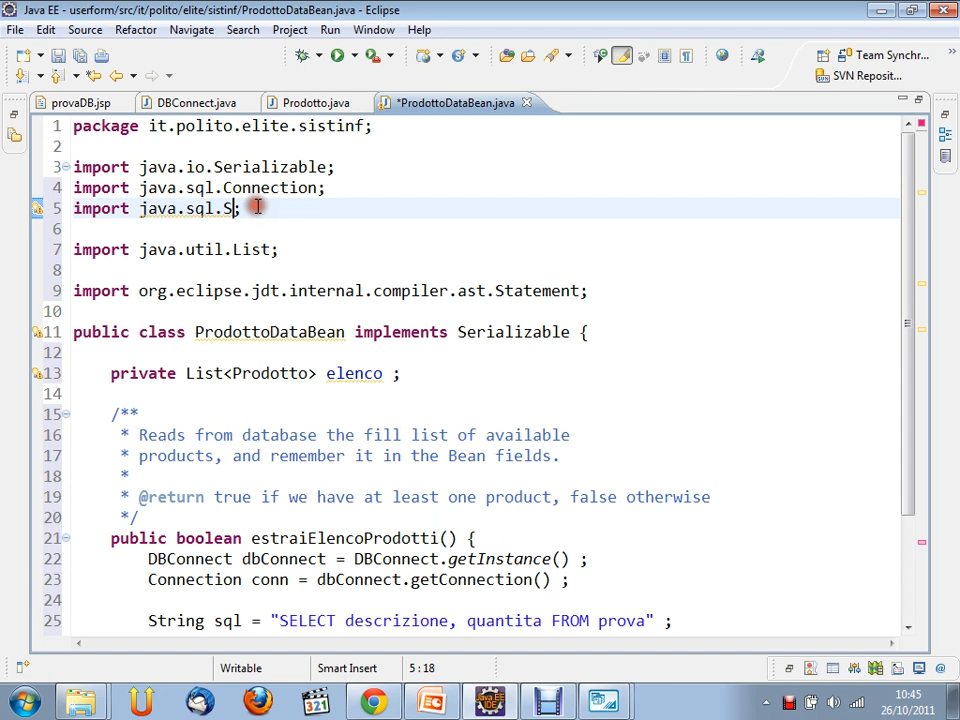 Java EE - userform/src/it/polito/elite/sistinf/ProdottoDataBean.java - Eclipse
File Edit Source Refactor Navigate Search Project Run Window Help
Team Synchr...
SVN Reposit...
provaDB.jsp DBConnect.java Prodotto.java *ProdottoDataBean.java
1 package it.polito.elite.sistinf;
2
3 import java.io.Serializable;
4 import java.sql.Connection;
5 import java.sql.S;
6
7 import java.util.List;
8
9 import org.eclipse.jdt.internal.compiler.ast.Statement;
10
11 public class ProdottoDataBean implements Serializable {
12
13 private List<Prodotto> elenco ;
14
15 /**
16 * Reads from database the fill list of available
17 * products, and remember it in the Bean fields.
18 *
19 * @return true if we have at least one product, false otherwise
20 */
21 public boolean estraiElencoProdotti() {
22 DBConnect dbConnect = DBConnect.getInstance() ;
23 Connection conn = dbConnect.getConnection() ;
24
25 String sql = "SELECT descrizione, quantita FROM prova" ;
Writable Smart Insert 5 : 18
321
Java EE IDE
10:45
26/10/2011